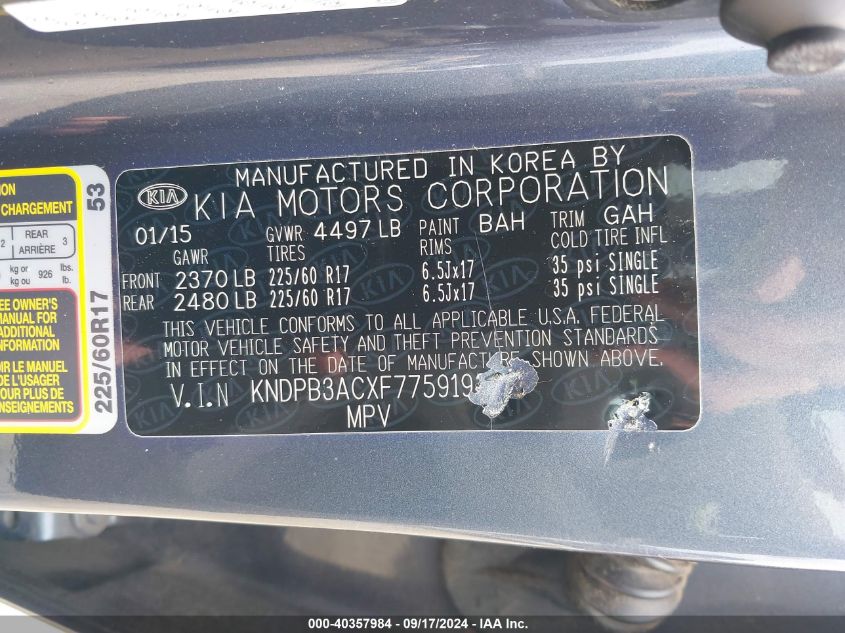 53
225/60R17
ION
CHARGEMENT
2 REAR 3
ARRIÈRE
kg or 926 lbs.
kg ou lb.
EE OWNER'S
MANUAL FOR
ADDITIONAL
NFORMATION
OIR LE MANUEL
DE L'USAGER
POUR PLUS DE
ENSEIGNEMENTS
MANUFACTURED IN KOREA BY
KIA KIA MOTORS CORPORATION
01/15 GVWR 4497 LB PAINT BAH TRIM GAH
GAWR TIRES RIMS COLD TIRE INFL
FRONT 2370 LB 225/60 R17 6.5Jx17 35 psi SINGLE
REAR 2480 LB 225/60 R17 6.5Jx17 35 psi SINGLE
THIS VEHICLE CONFORMS TO ALL APPLICABLE U.S.A. FEDERAL
MOTOR VEHICLE SAFETY AND THEFT PREVENTION STANDARDS
IN EFFECT ON THE DATE OF MANUFACTURE SHOWN ABOVE.
V.I.N KNDPB3ACXF775919
MPV
000-40357984 - 09/17/2024 - IAA Inc.